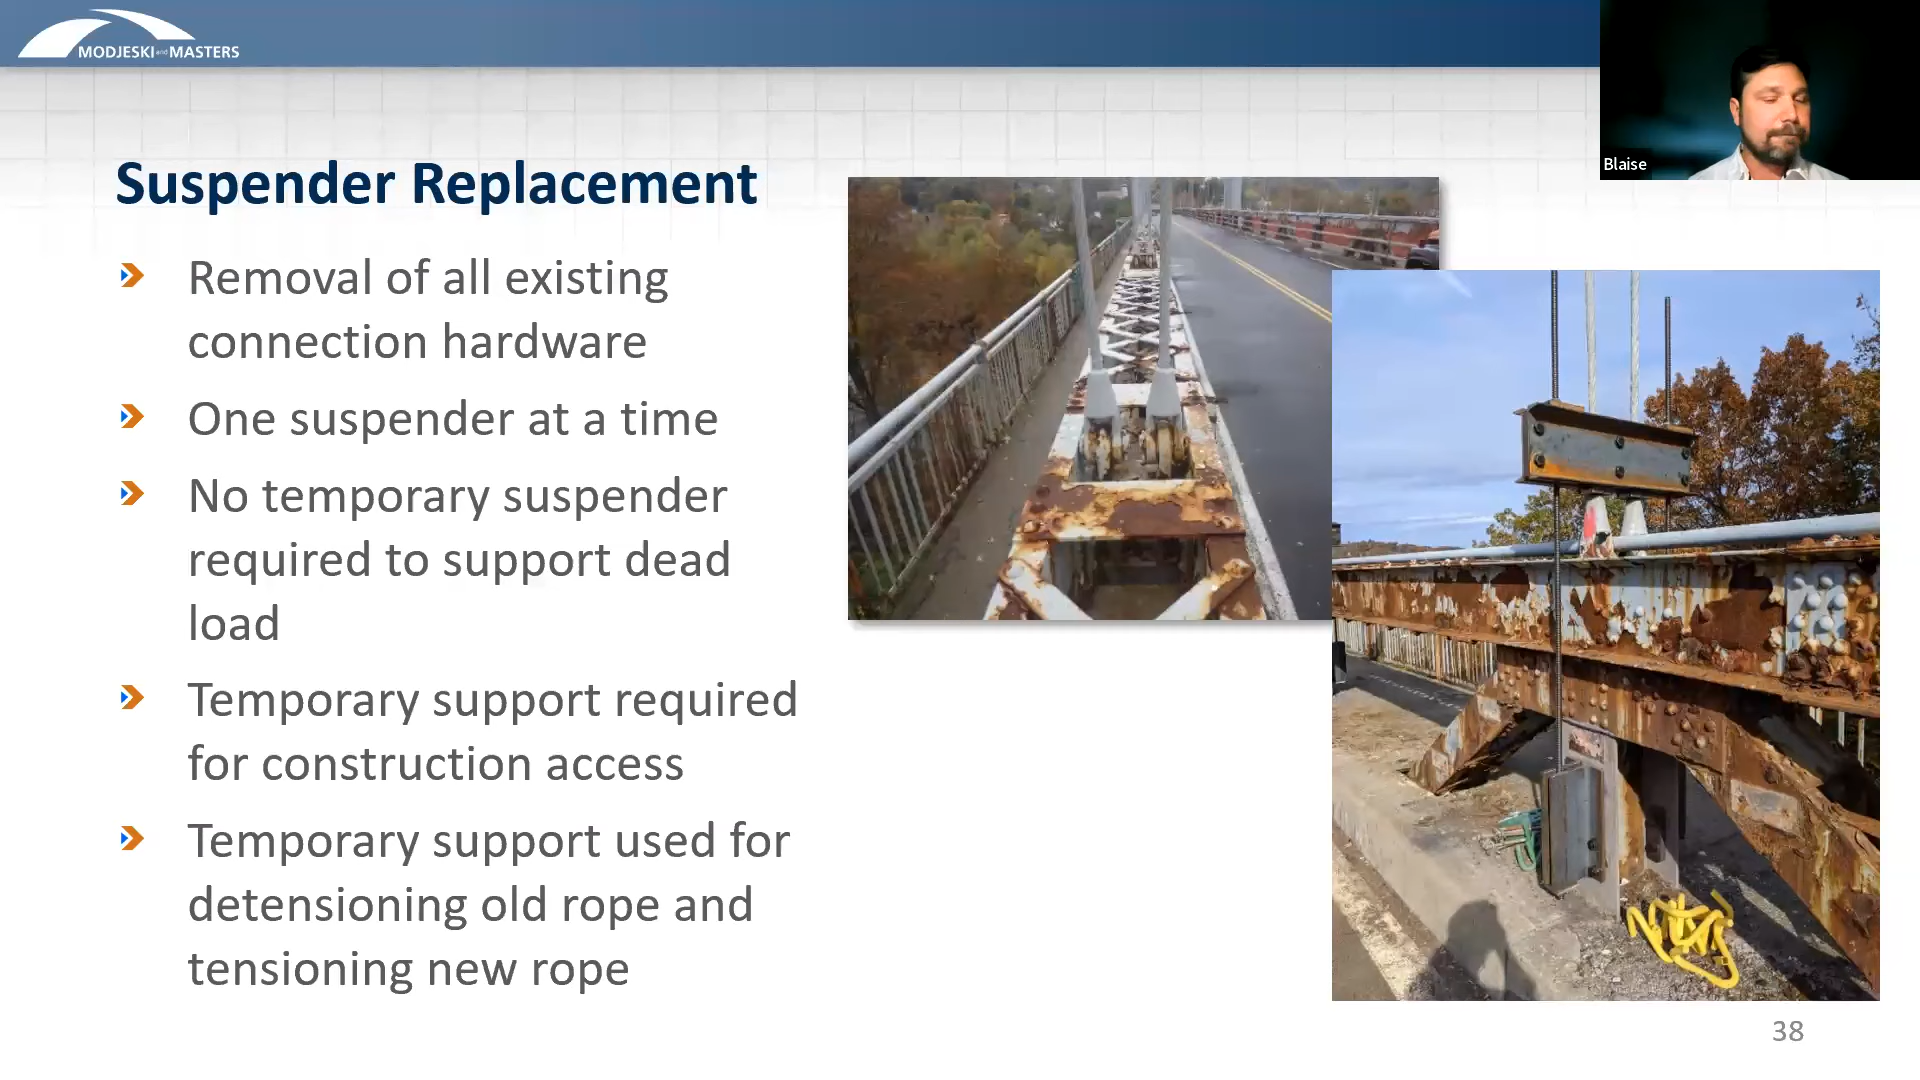 MODJESKI and MASTERS
Blaise
Suspender Replacement
Removal of all existing
connection hardware
One suspender at a time
No temporary suspender
required to support dead
load
Temporary support required
for construction access
Temporary support used for
detensioning old rope and
tensioning new rope
38